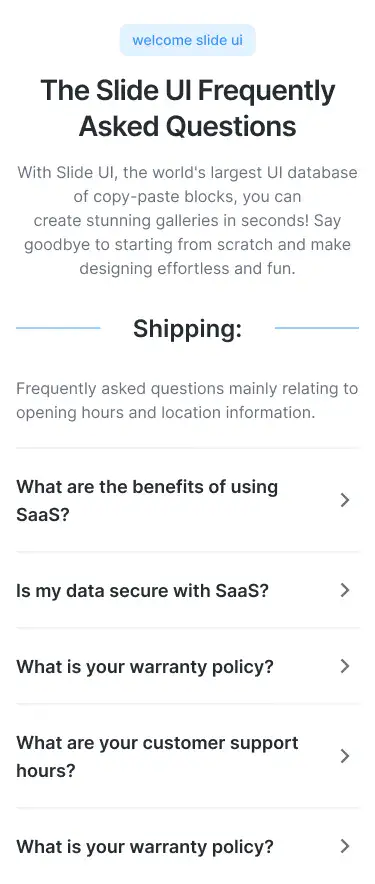 welcome slide ui
The Slide UI Frequently
Asked Questions
With Slide UI, the world's largest UI database
of copy-paste blocks, you can
create stunning galleries in seconds! Say
goodbye to starting from scratch and make
designing effortless and fun.
Shipping:
Frequently asked questions mainly relating to
opening hours and location information.
What are the benefits of using
SaaS?
Is my data secure with SaaS?
What is your warranty policy?
What are your customer support
hours?
What is your warranty policy?